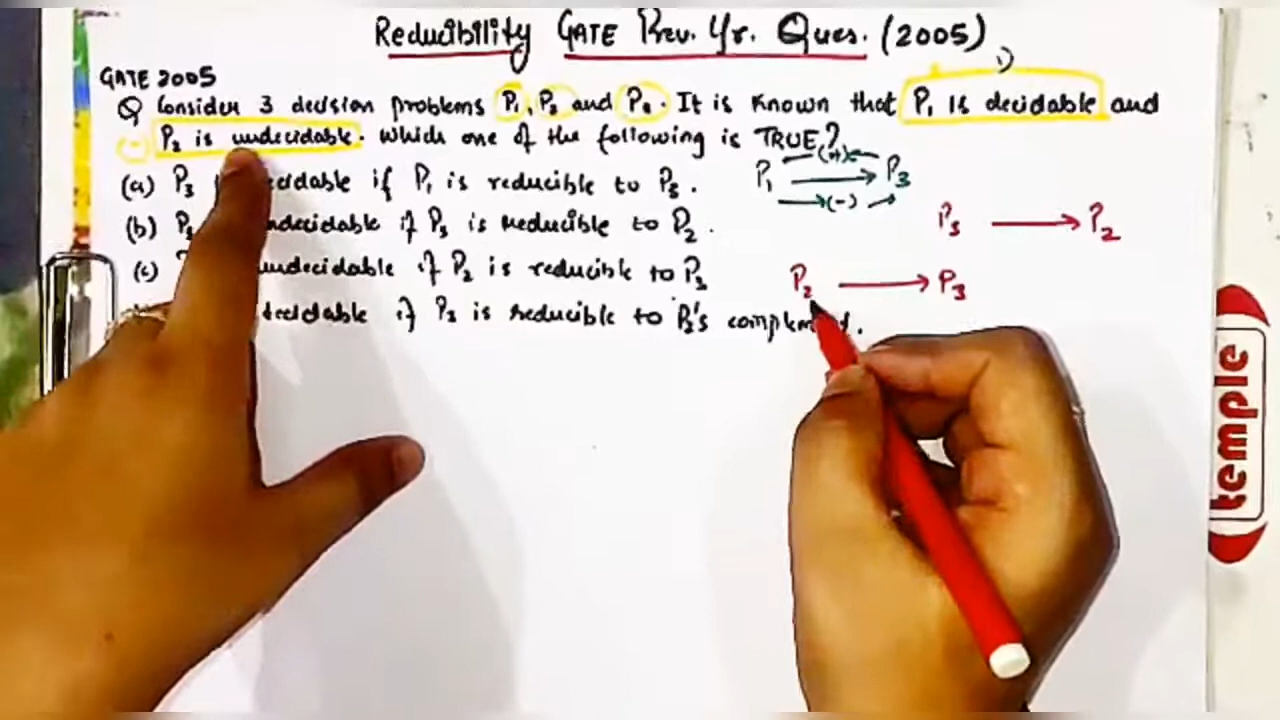 Reducibility GATE Prev. Yr. Ques. (2005)
GATE 2005
Q Consider 3 decision problems P₁, P₂ and P₃. It is known that P₁ is decidable and
P₂ is undecidable. which one of the following is TRUE?
(a) P₃ if P₁ is reducible to P₃.
(b) undecidable if P₃ is reducible to P₂.
(c) undecidable if P₂ is reducible to P₃
decidable if P₃ is reducible to P₂'s
P₁ → P₃
(+)
→ (-) →
P₃ → P₂
P₂ → P₃
temple